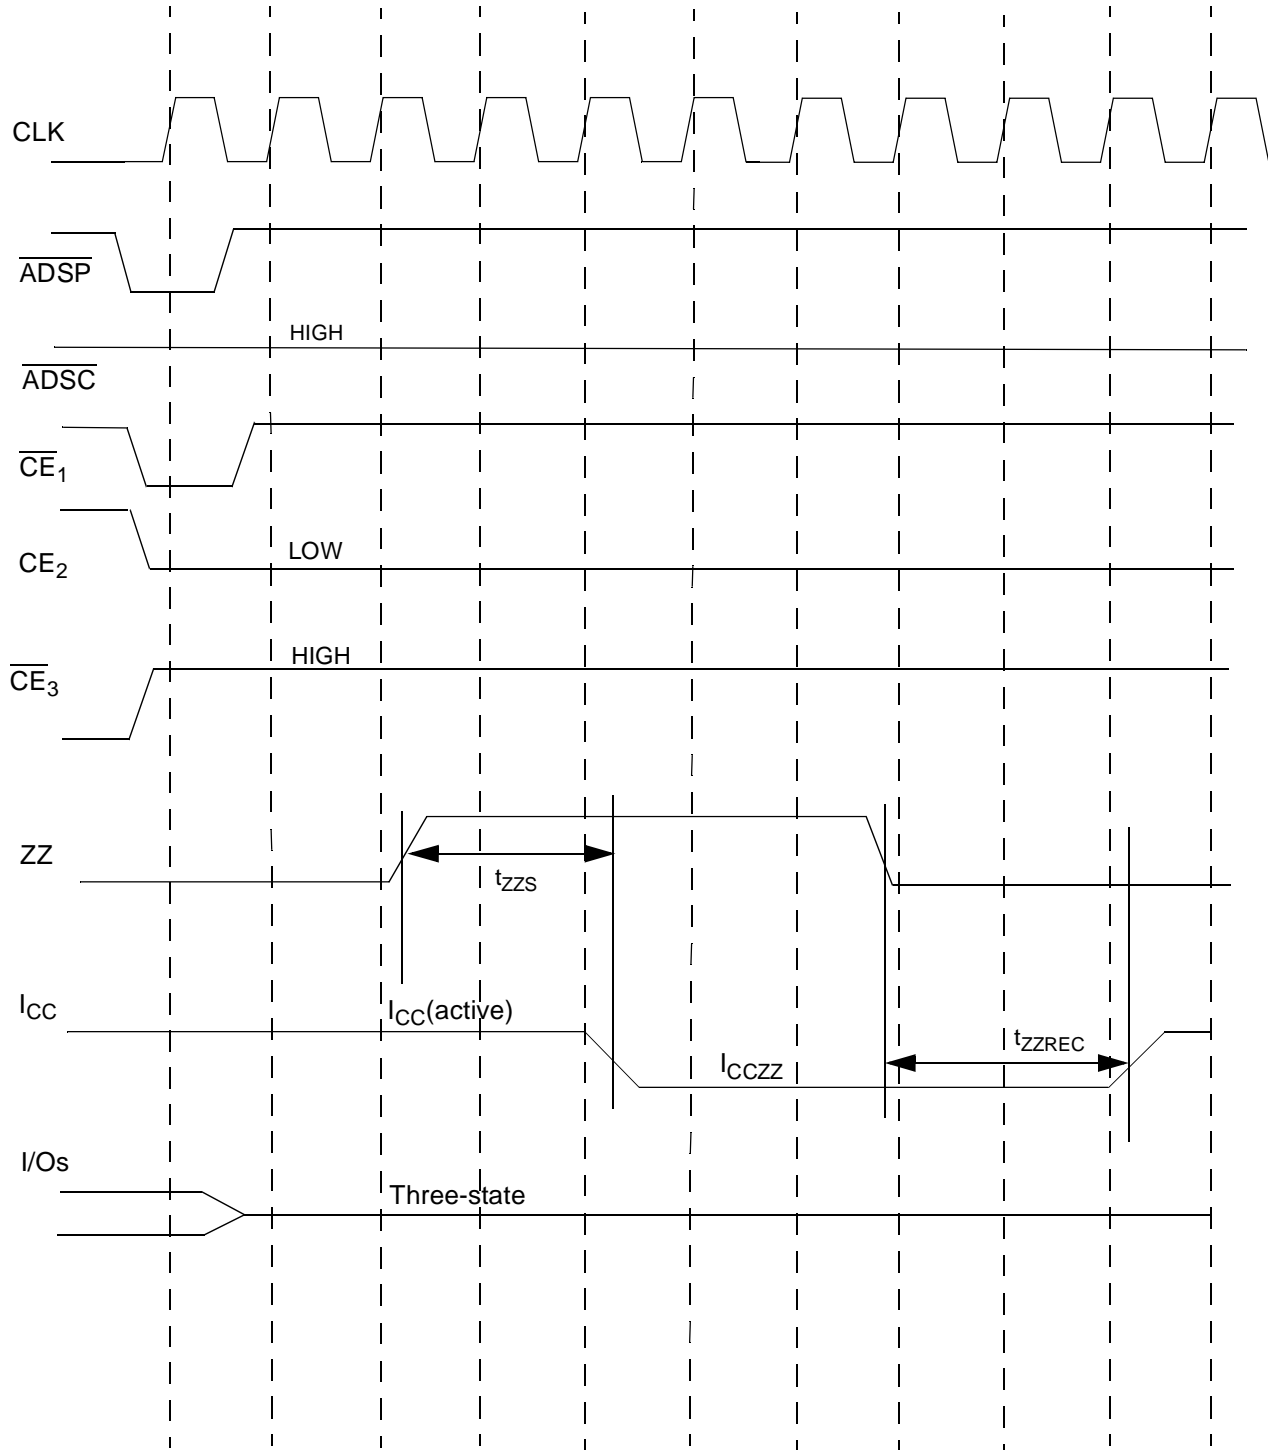 CLK
ADSP
HIGH
ADSC
CE1
LOW
CE2
HIGH
CE3
ZZ
tZZS
ICC
ICC(active)
tZZREC
ICCZZ
I/Os
Three-state